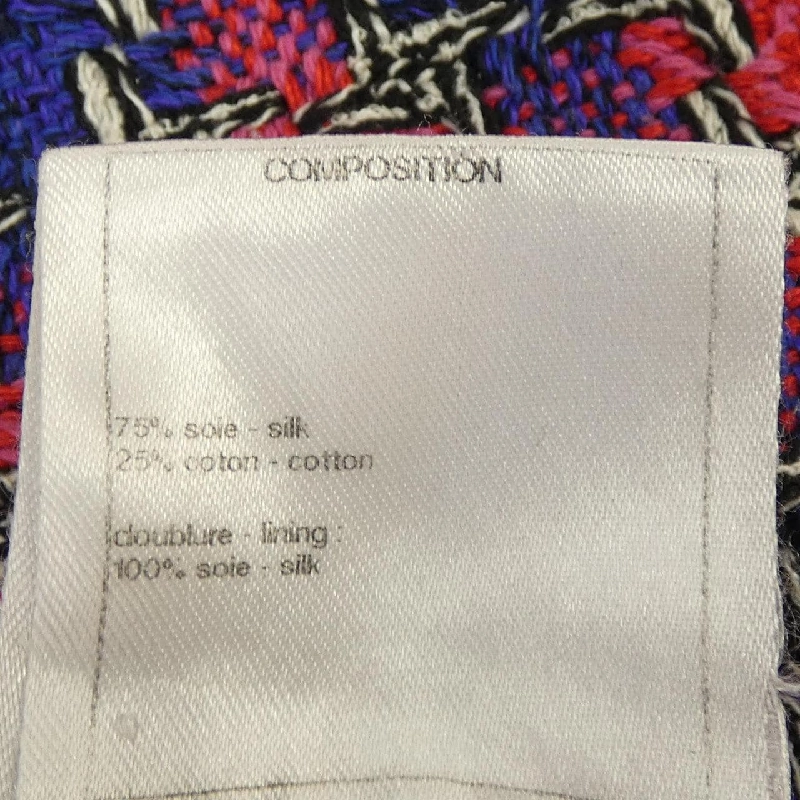 COMPOSITION
75% soie - silk
25% coton - cotton
doublure - lining :
100% soie - silk